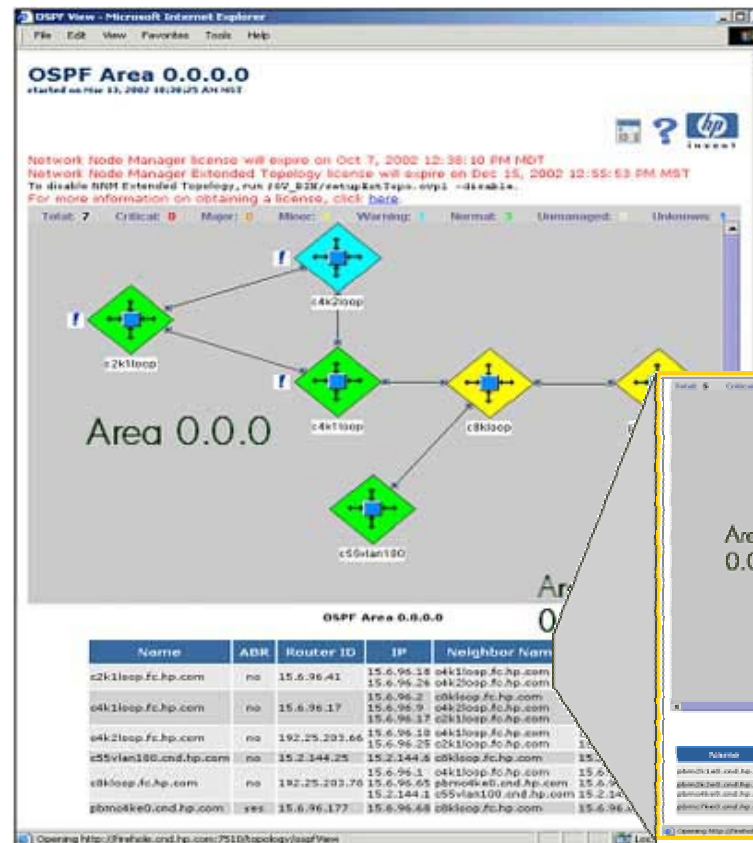 OSPF View - Microsoft Internet Explorer
File Edit View Favorites Tools Help
OSPF Area 0.0.0.0
started on Mar 13, 2002 10:30:25 AM MST
hp
invent
Network Node Manager license will expire on Oct 7, 2002 12:38:10 PM MDT
Network Node Manager Extended Topology license will expire on Dec 15, 2002 12:55:53 PM MST
To disable NNM Extended Topology, run /OV_BIN/setupExtTopo.ovpl -disable.
For more information on obtaining a license, click here.
Total: 7 Critical: 0 Major: 0 Minor: Warning: 1 Normal: 3 Unmanaged: Unknown: 1
c4k2loop
c2k1loop
c4k1loop
c8kloop
Area 0.0.0
c55vlan180
OSPF Area 0.0.0.0
Name ABR Router ID IP Neighbor Nam
c2k1loop.fc.hp.com no 15.6.96.41 15.6.96.18 c4k1loop.fc.hp.com
15.6.96.26 c4k2loop.fc.hp.com
c4k1loop.fc.hp.com no 15.6.96.17 15.6.96.2 c8kloop.fc.hp.com
15.6.96.9 c4k2loop.fc.hp.com
15.6.96.17 c2k1loop.fc.hp.com
c4k2loop.fc.hp.com no 192.25.203.66 15.6.96.10 c4k1loop.fc.hp.com
15.6.96.25 c2k1loop.fc.hp.com
c55vlan180.cnd.hp.com no 15.2.144.25 15.2.144.6 c8kloop.fc.hp.com
c8kloop.fc.hp.com no 192.25.203.76 15.6.96.1 c4k1loop.fc.hp.com
15.6.96.65 pbmc4ke0.cnd.hp.com
15.2.144.1 c55vlan180.cnd.hp.com
pbmc4ke0.cnd.hp.com yes 15.6.96.177 15.6.96.68 c8kloop.fc.hp.com
Total: 5
Name